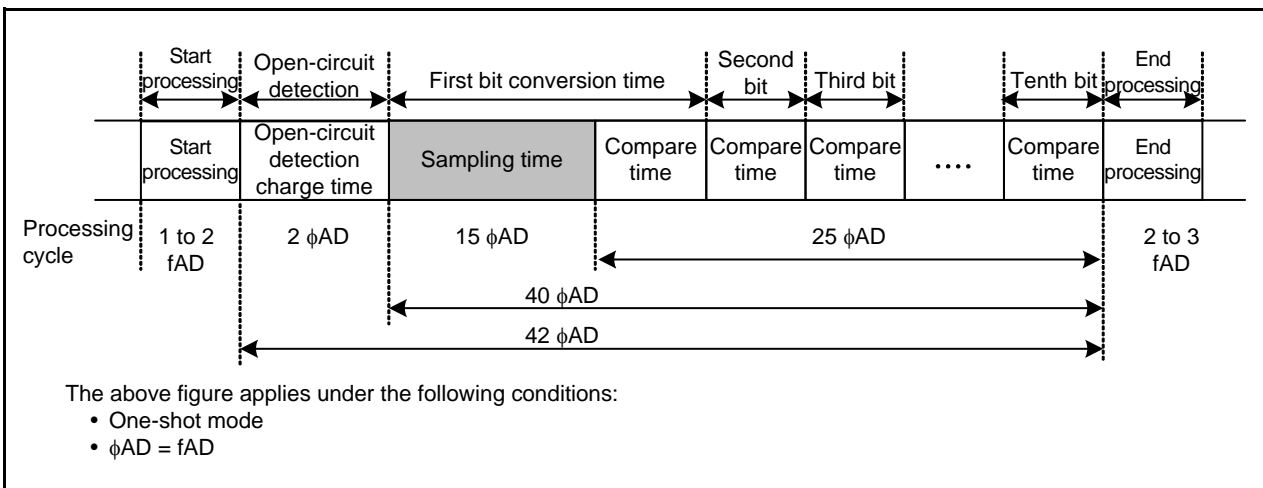 Start processing
Open-circuit detection
First bit conversion time
Second bit
Third bit
Tenth bit
End processing
Start processing
Open-circuit detection charge time
Sampling time
Compare time
Compare time
Compare time
....
Compare time
End processing
Processing cycle
1 to 2 fAD
2 ϕAD
15 ϕAD
25 ϕAD
2 to 3 fAD
40 ϕAD
42 ϕAD
The above figure applies under the following conditions:
• One-shot mode
• ϕAD = fAD